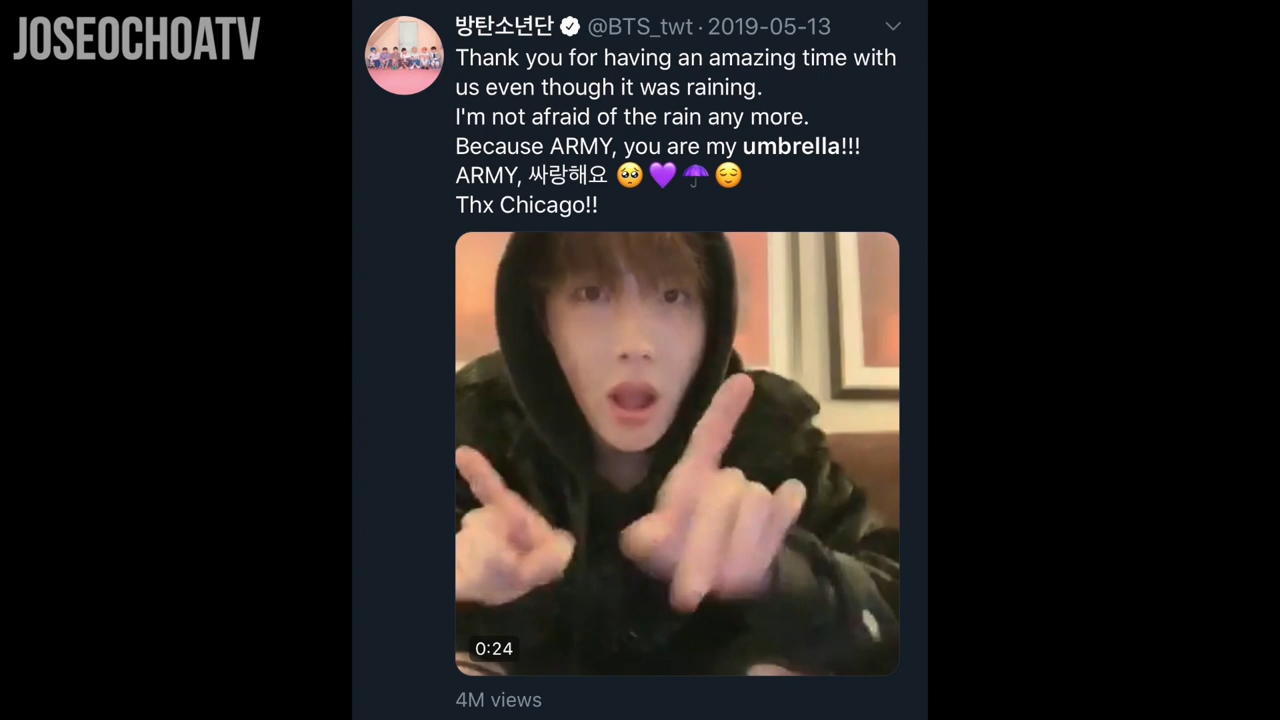 JOSEOCHOATV
방탄소년단 @BTS_twt · 2019-05-13
Thank you for having an amazing time with
us even though it was raining.
I'm not afraid of the rain any more.
Because ARMY, you are my umbrella!!!
ARMY, 싸랑해요 🥺💜☂️😌
Thx Chicago!!
0:24
4M views